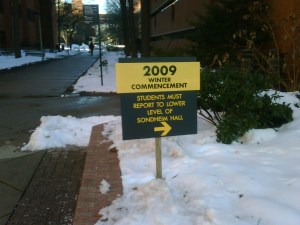 2009
WINTER
COMMENCEMENT
STUDENTS MUST
REPORT TO LOWER
LEVEL OF
SONDHEIM HALL